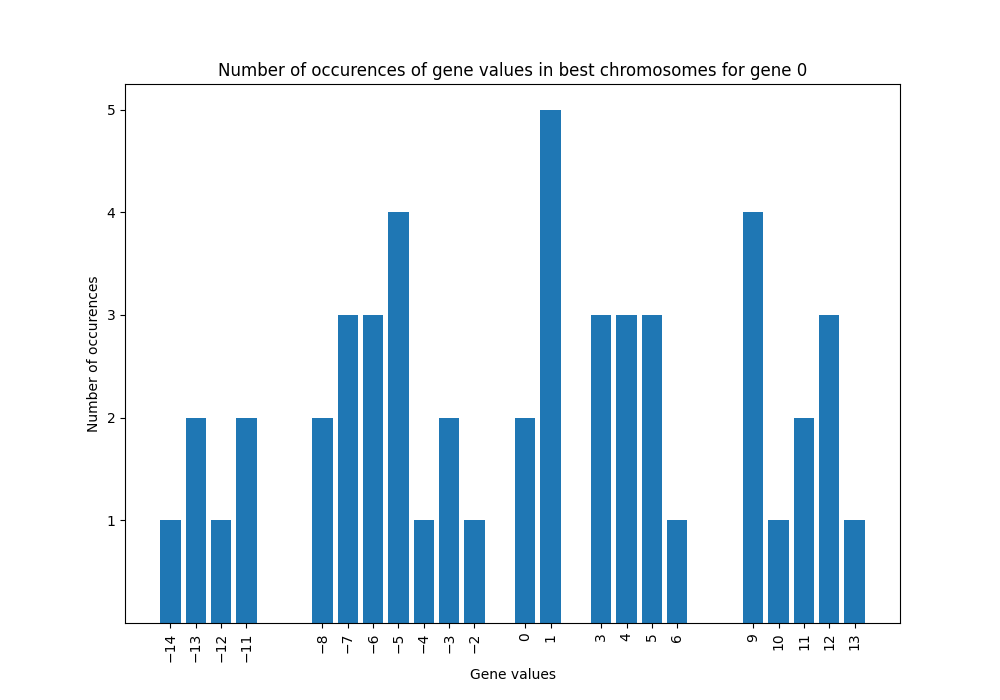 Number of occurences of gene values in best chromosomes for gene 0
5
4
3
2
1
Number of occurences
−14 −13 −12 −11 −8 −7 −6 −5 −4 −3 −2 0 1 3 4 5 6 9 10 11 12 13
Gene values